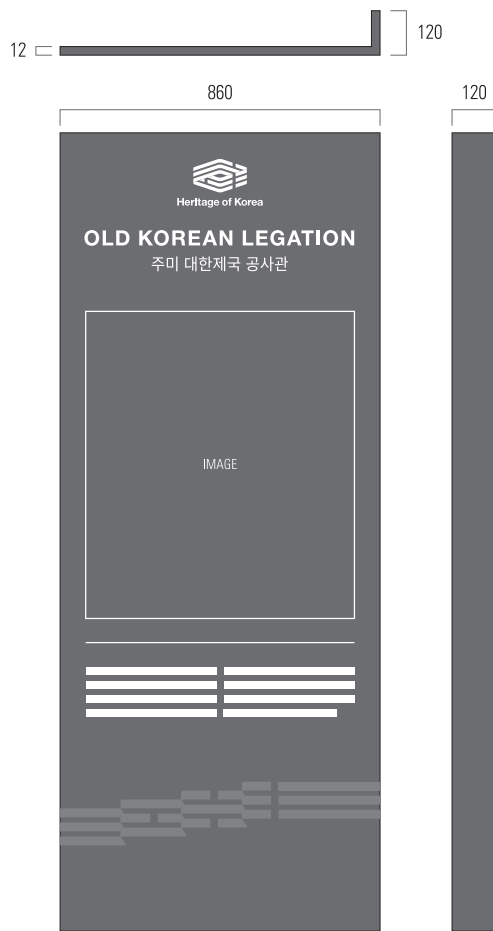 120
12
860
120
Heritage of Korea
OLD KOREAN LEGATION
주미 대한제국 공사관
IMAGE